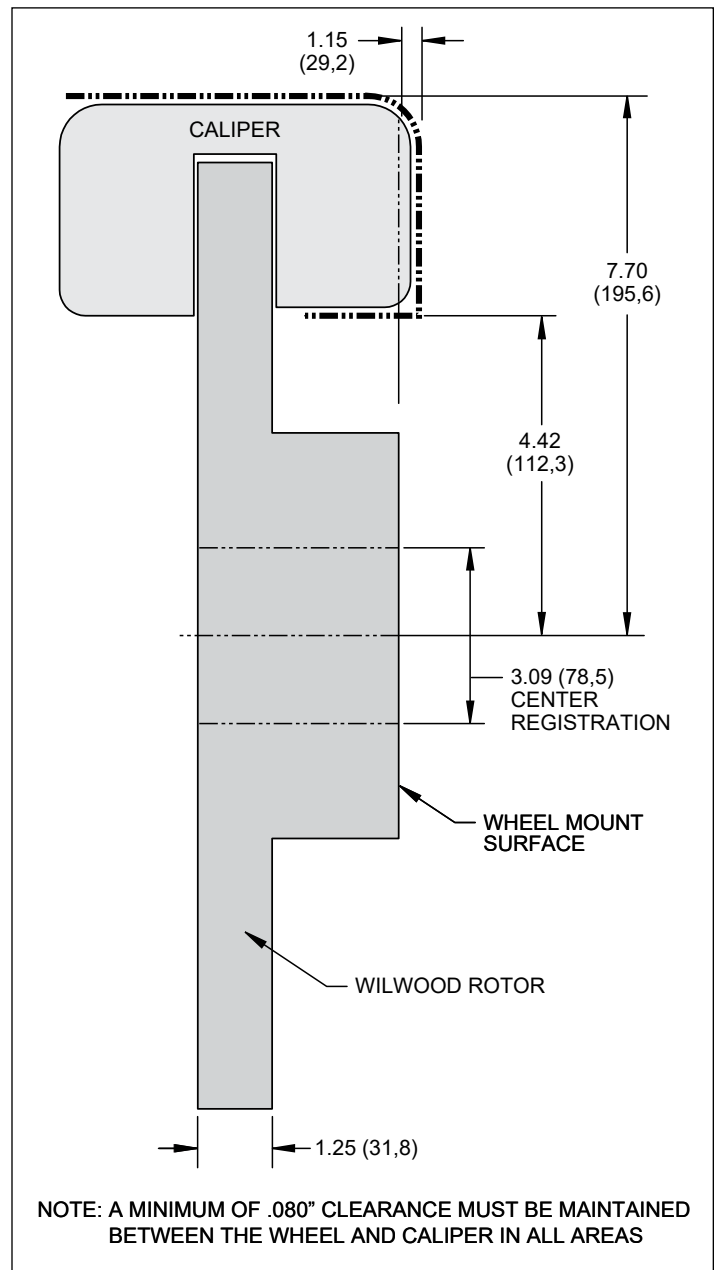 1.15
(29,2)
CALIPER
7.70
(195,6)
4.42
(112,3)
3.09 (78,5)
CENTER
REGISTRATION
WHEEL MOUNT
SURFACE
WILWOOD ROTOR
1.25 (31,8)
NOTE: A MINIMUM OF .080" CLEARANCE MUST BE MAINTAINED
BETWEEN THE WHEEL AND CALIPER IN ALL AREAS